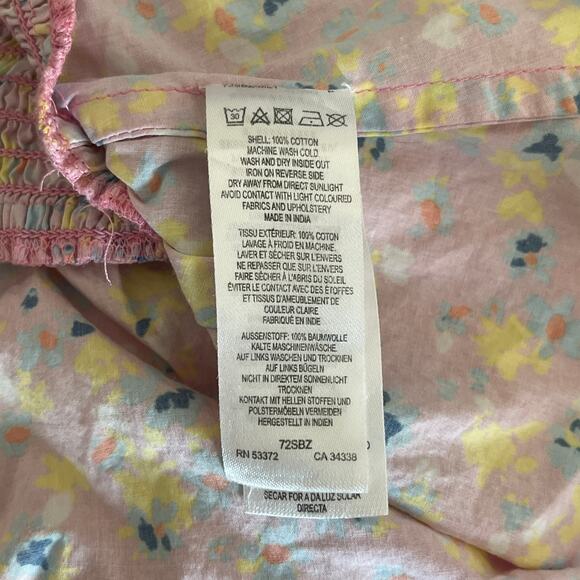 30
SHELL: 100% COTTON
MACHINE WASH COLD
WASH AND DRY INSIDE OUT
IRON ON REVERSE SIDE
DRY AWAY FROM DIRECT SUNLIGHT
AVOID CONTACT WITH LIGHT COLOURED
FABRICS AND UPHOLSTERY
MADE IN INDIA
TISSU EXTÉRIEUR: 100% COTON
LAVAGE À FROID EN MACHINE.
LAVER ET SÉCHER SUR L'ENVERS
NE REPASSER QUE SUR L'ENVERS
FAIRE SÉCHER À L'ABRIS DU SOLEIL
ÉVITER LE CONTACT AVEC DES ÉTOFFES
ET TISSUS D'AMEUBLEMENT DE
COULEUR CLAIRE
FABRIQUÉ EN INDE
AUSSENSTOFF: 100% BAUMWOLLE
KALTE MASCHINENWÄSCHE.
AUF LINKS WASCHEN UND TROCKNEN
AUF LINKS BÜGELN
NICHT IN DIREKTEM SONNENLICHT
TROCKNEN
KONTAKT MIT HELLEN STOFFEN UND
POLSTERMÖBELN VERMEIDEN
HERGESTELLT IN INDIEN
72SBZ
RN 53372 CA 34338
SECAR FOR A DA LUZ SOLAR
DIRECTA